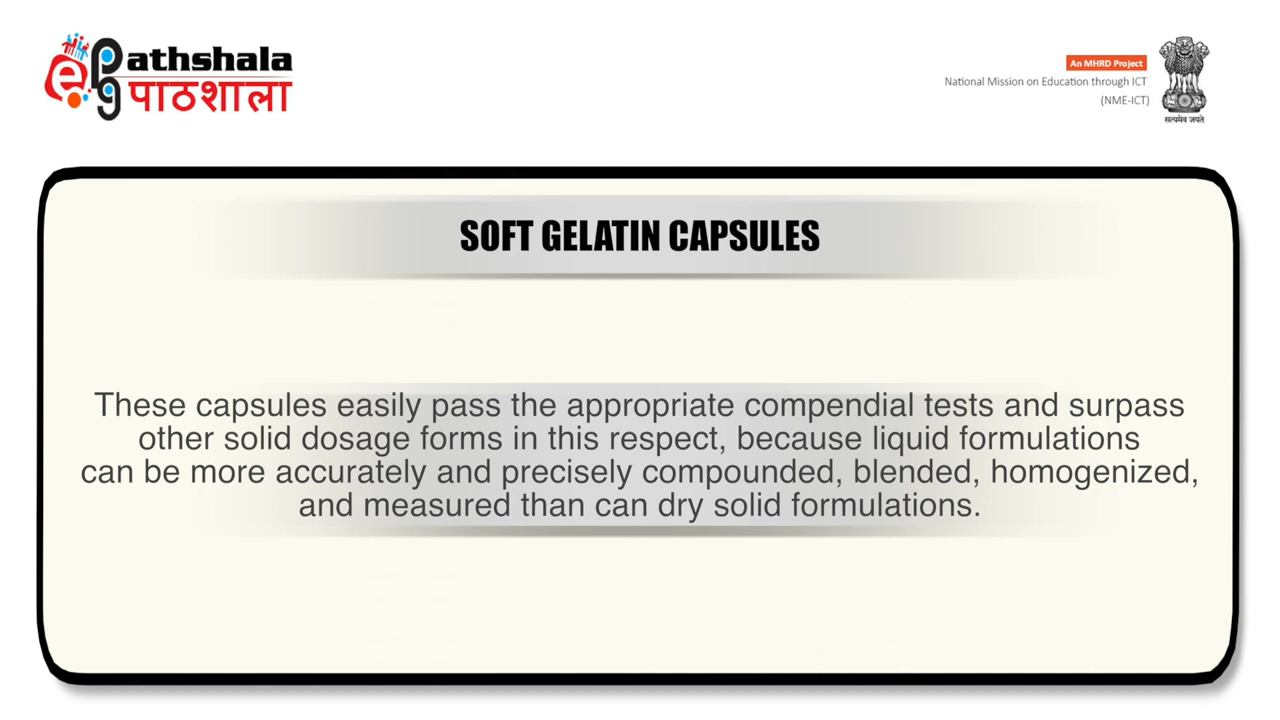 e Pg Pathshala
पाठशाला
An MHRD Project
National Mission on Education through ICT
(NME-ICT)
सत्यमेव जयते
SOFT GELATIN CAPSULES
These capsules easily pass the appropriate compendial tests and surpass
other solid dosage forms in this respect, because liquid formulations
can be more accurately and precisely compounded, blended, homogenized,
and measured than can dry solid formulations.